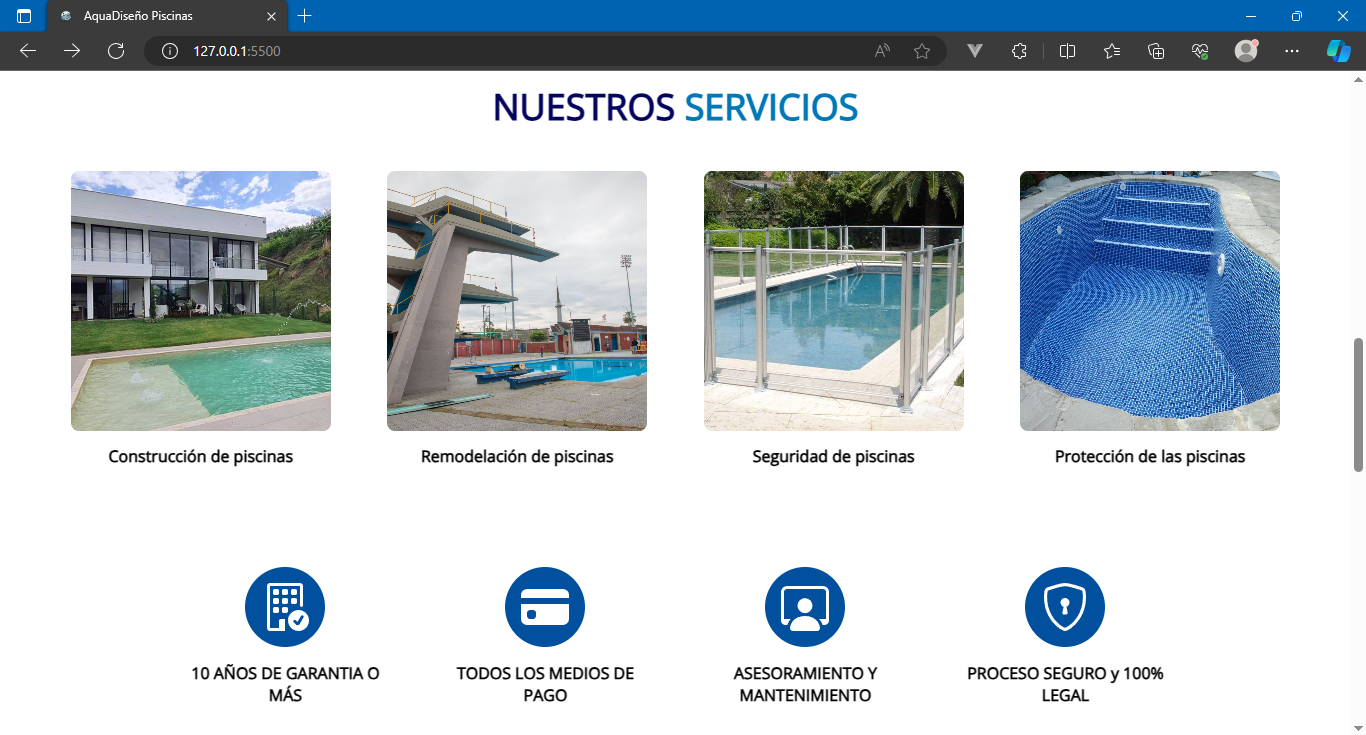 AquaDiseño Piscinas
127.0.0.1:5500
NUESTROS SERVICIOS
Construcción de piscinas
Remodelación de piscinas
Seguridad de piscinas
Protección de las piscinas
10 AÑOS DE GARANTIA O
MÁS
TODOS LOS MEDIOS DE
PAGO
ASESORAMIENTO Y
MANTENIMIENTO
PROCESO SEGURO y 100%
LEGAL